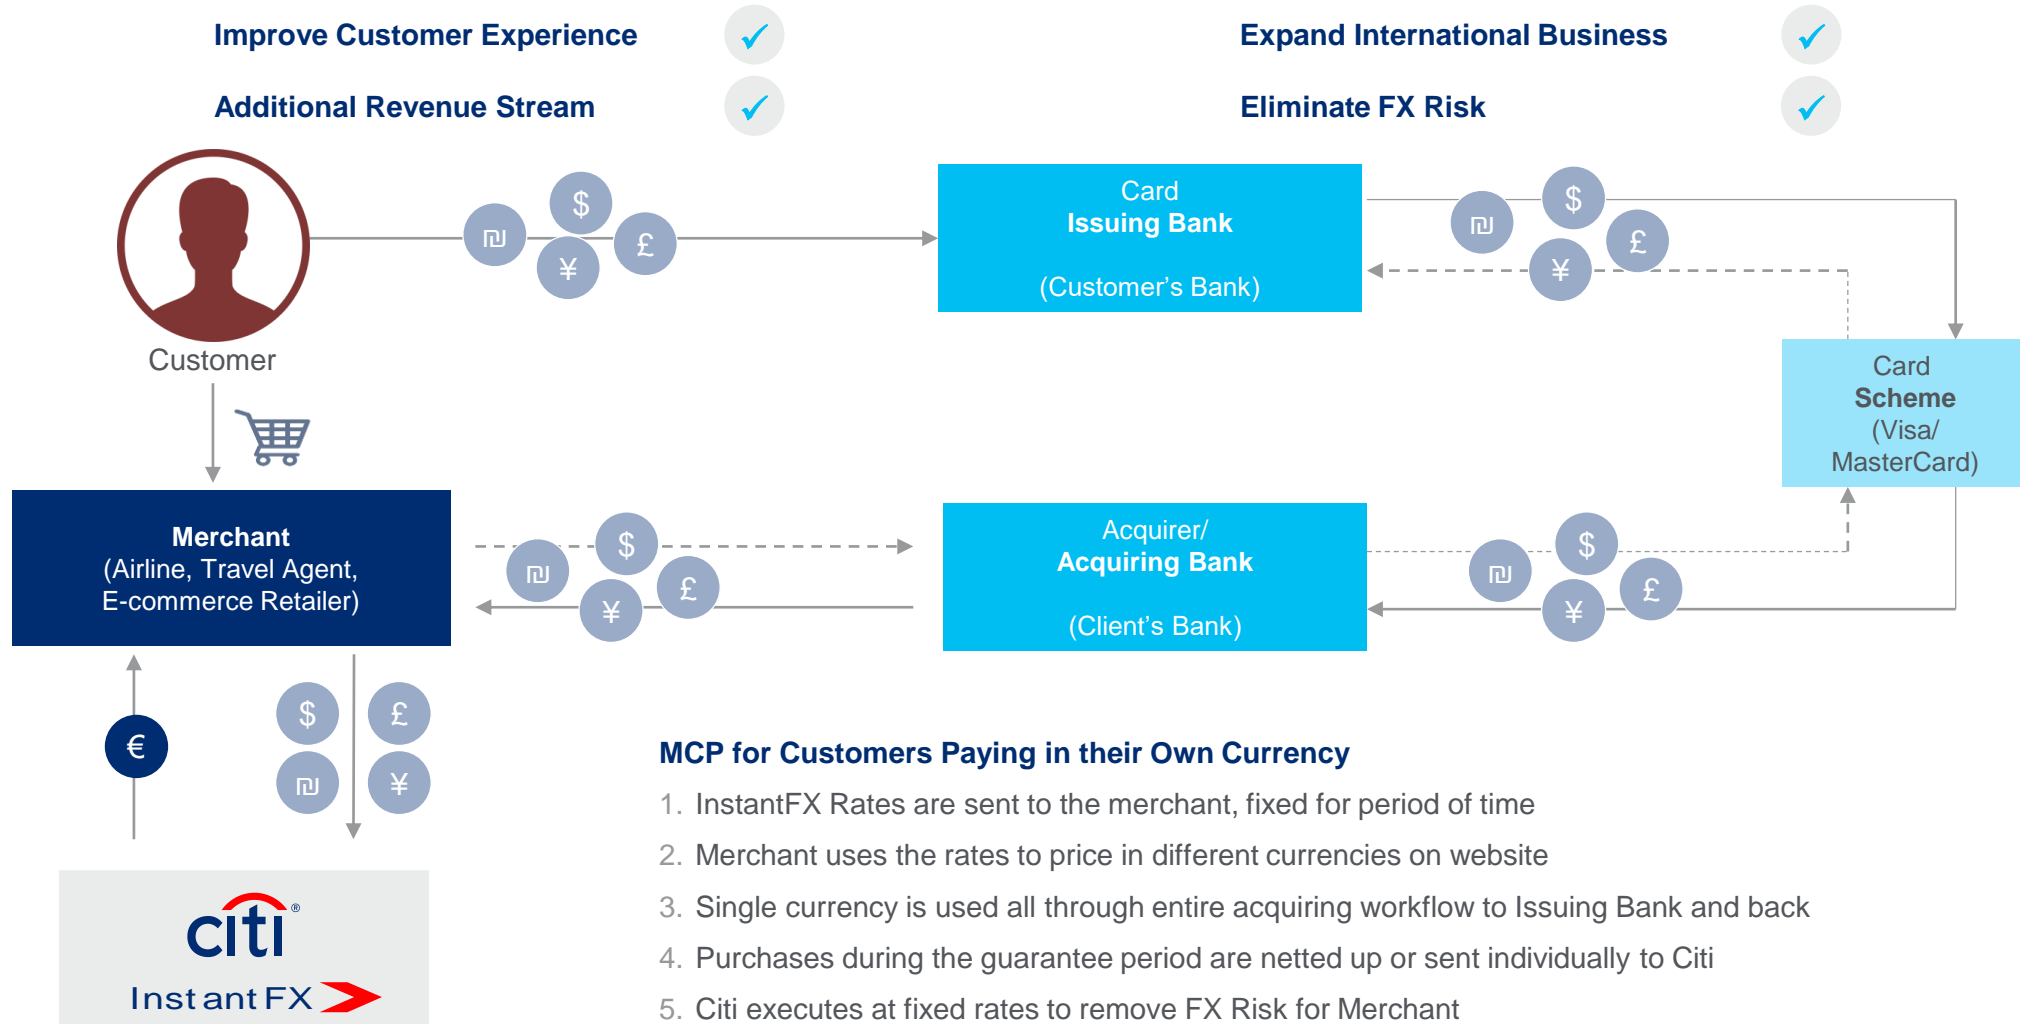 Improve Customer Experience
Expand International Business
Additional Revenue Stream
Eliminate FX Risk
₪ $ ¥ £
Card
Issuing Bank
(Customer's Bank)
₪ $ ¥ £
Customer
Card
Scheme
(Visa/
MasterCard)
Merchant
(Airline, Travel Agent,
E-commerce Retailer)
₪ $ ¥ £
Acquirer/
Acquiring Bank
(Client's Bank)
₪ $ ¥ £
€
$ £
₪ ¥
MCP for Customers Paying in their Own Currency
1. InstantFX Rates are sent to the merchant, fixed for period of time
2. Merchant uses the rates to price in different currencies on website
3. Single currency is used all through entire acquiring workflow to Issuing Bank and back
4. Purchases during the guarantee period are netted up or sent individually to Citi
5. Citi executes at fixed rates to remove FX Risk for Merchant
citi®
InstantFX